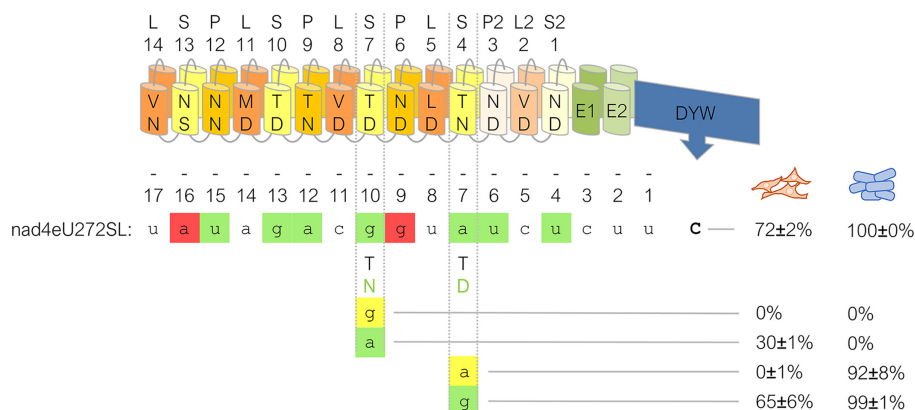 L S P L S P L S P L S P2 L2 S2
14 13 12 11 10 9 8 7 6 5 4 3 2 1
V N N M T T V T N L T N V N
N S N D D N D D D D N D D D E1 E2 DYW
- - - - - - - - - - - - - - - - -
17 16 15 14 13 12 11 10 9 8 7 6 5 4 3 2 1
nad4eU272SL: u a u a g a c g g u a u c u c u u C 72±2% 100±0%
T T
N D
g 0% 0%
a 30±1% 0%
a 0±1% 92±8%
g 65±6% 99±1%